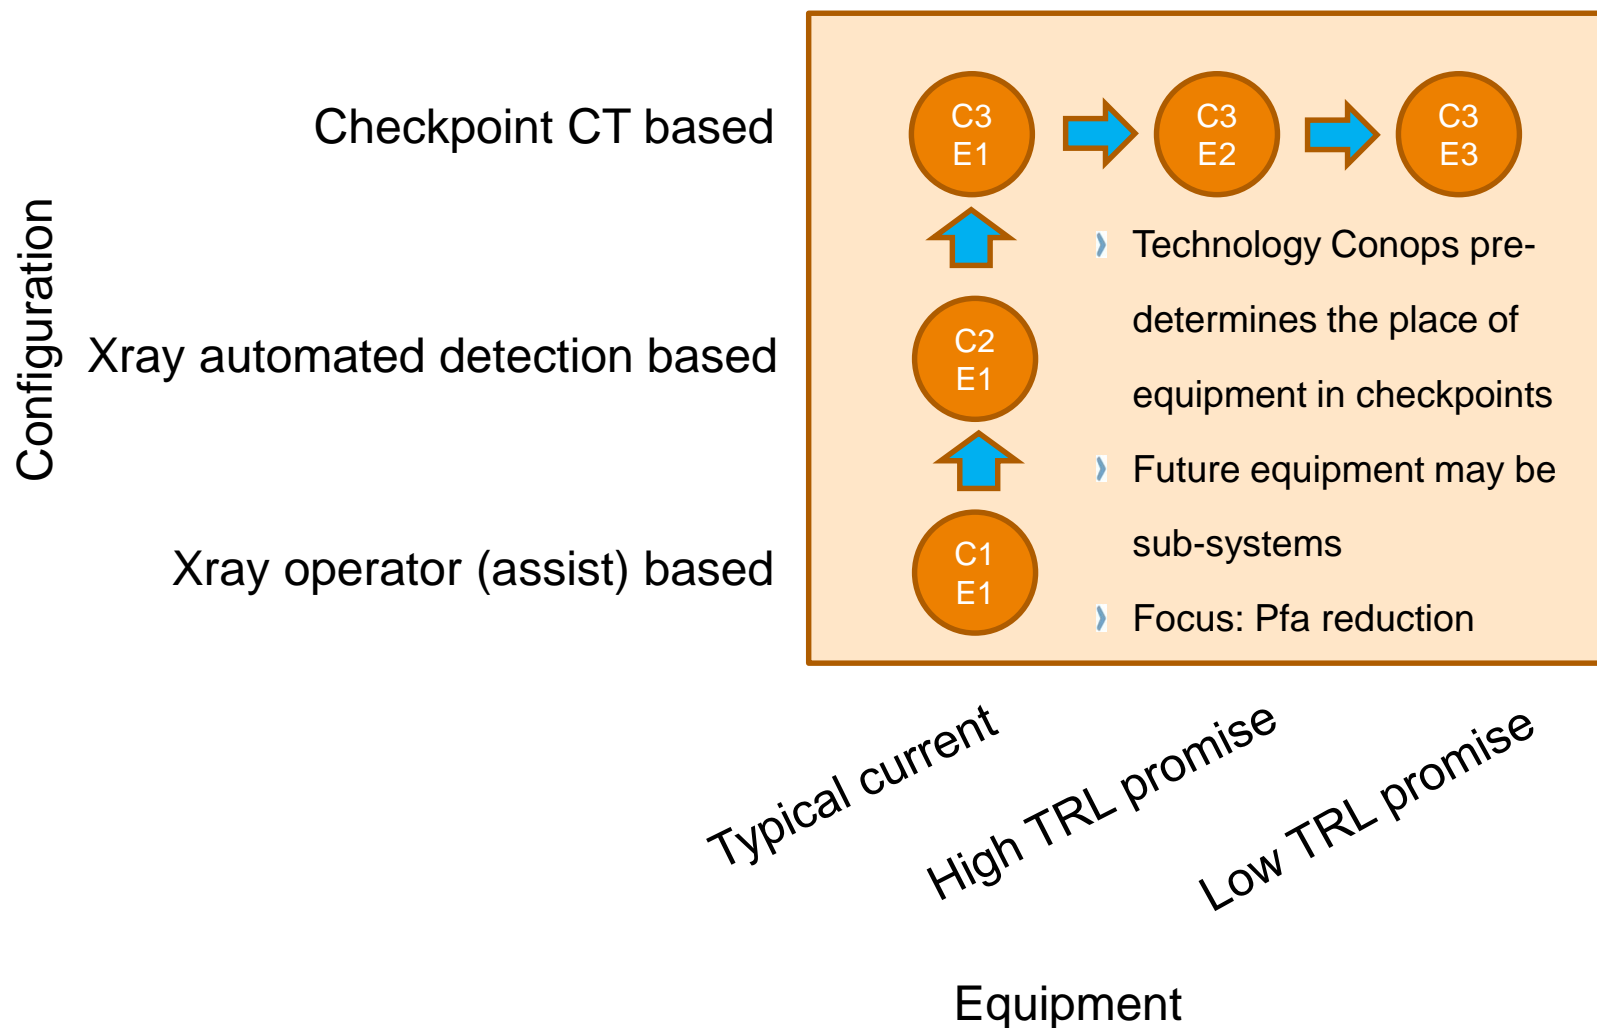 Configuration
Checkpoint CT based
Xray automated detection based
Xray operator (assist) based
C3
E1
C3
E2
C3
E3
C2
E1
C1
E1
Technology Conops pre-
determines the place of
equipment in checkpoints
Future equipment may be
sub-systems
Focus: Pfa reduction
Typical current
High TRL promise
Low TRL promise
Equipment